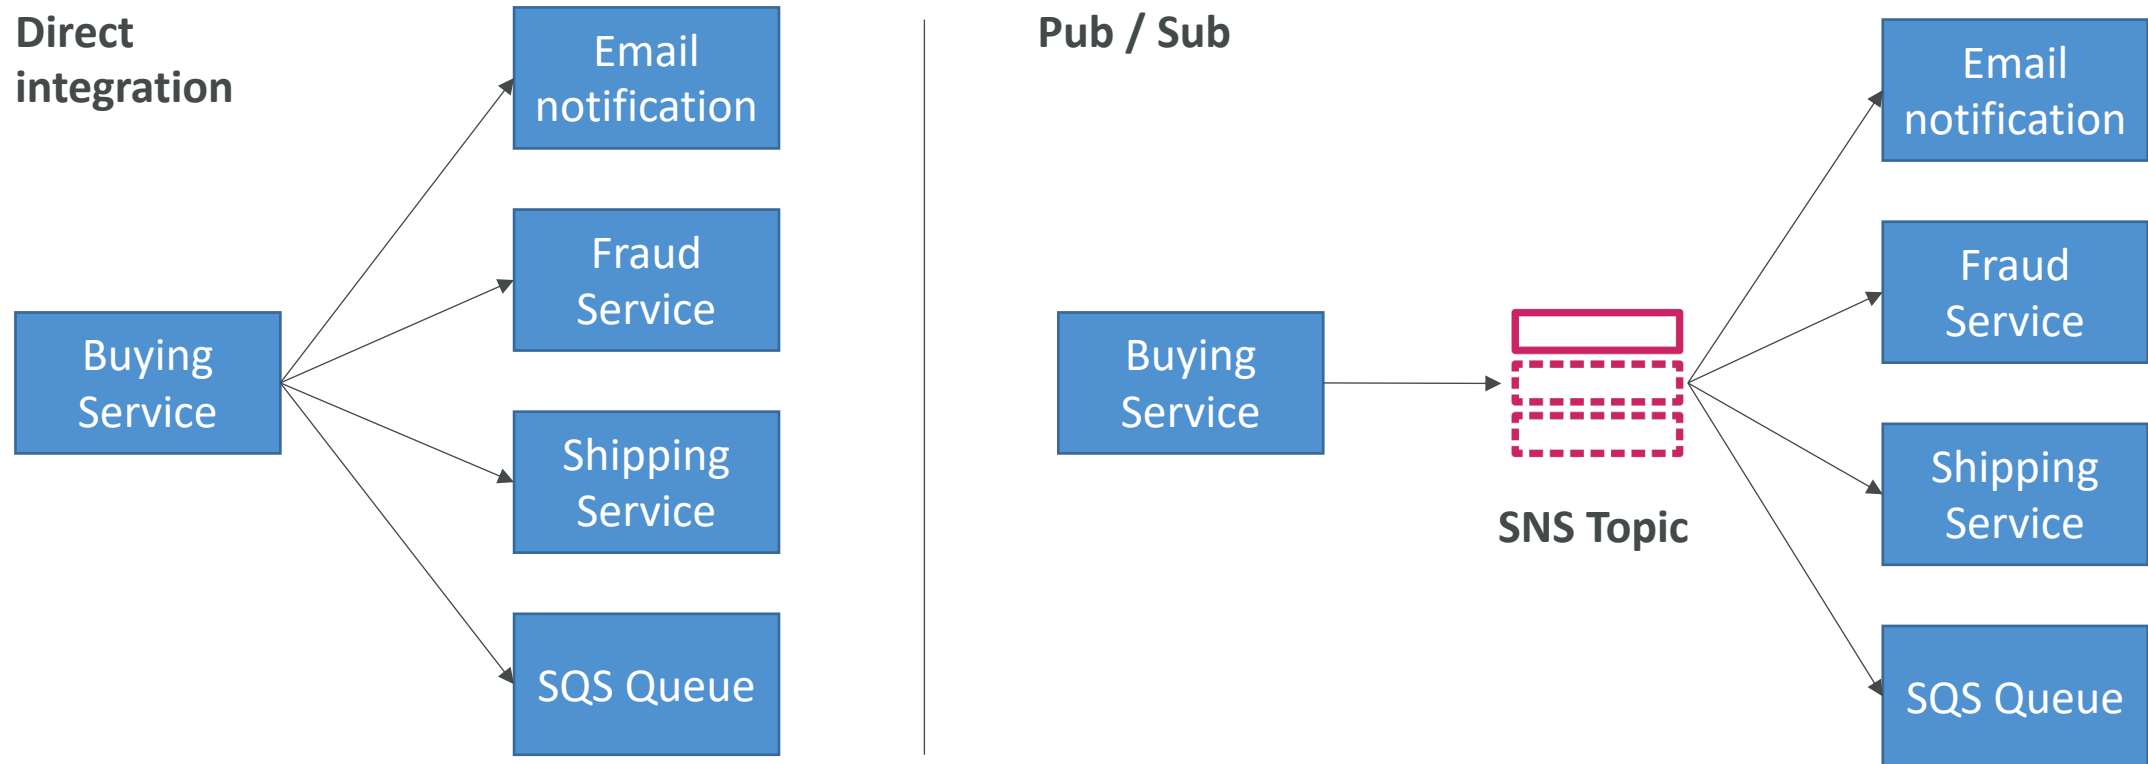 Direct
integration
Email
notification
Fraud
Service
Buying
Service
Shipping
Service
SQS Queue
Pub / Sub
Buying
Service
SNS Topic
Email
notification
Fraud
Service
Shipping
Service
SQS Queue